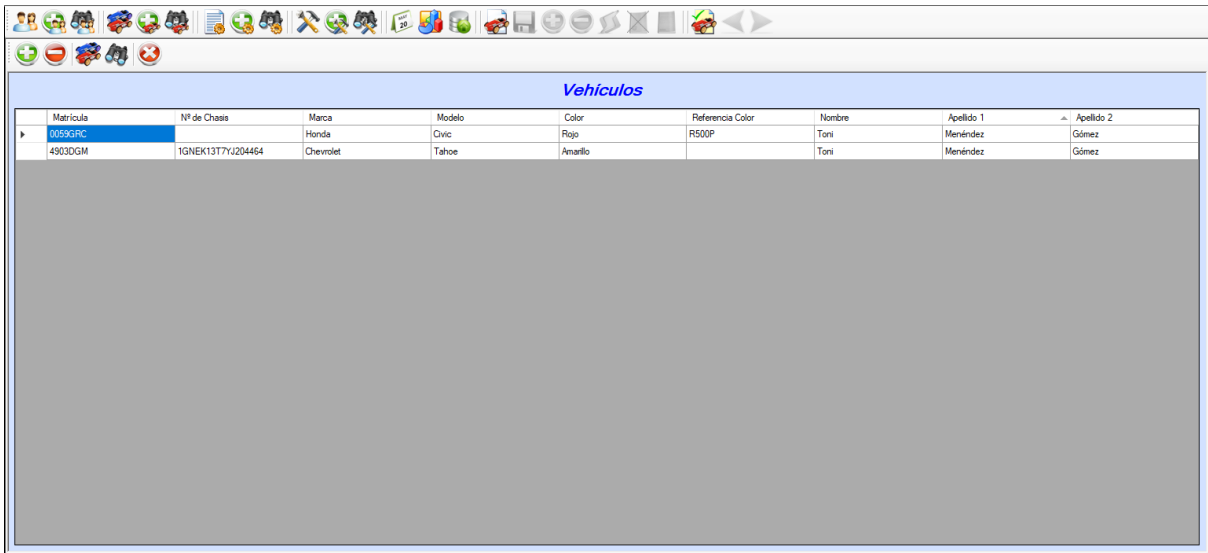 Vehículos
Matrícula Nº de Chasis Marca Modelo Color Referencia Color Nombre Apellido 1 Apellido 2
0059GRC Honda Civic Rojo R500P Toni Menéndez Gómez
4903DGM 1GNEK13T7YJ204464 Chevrolet Tahoe Amarillo Toni Menéndez Gómez